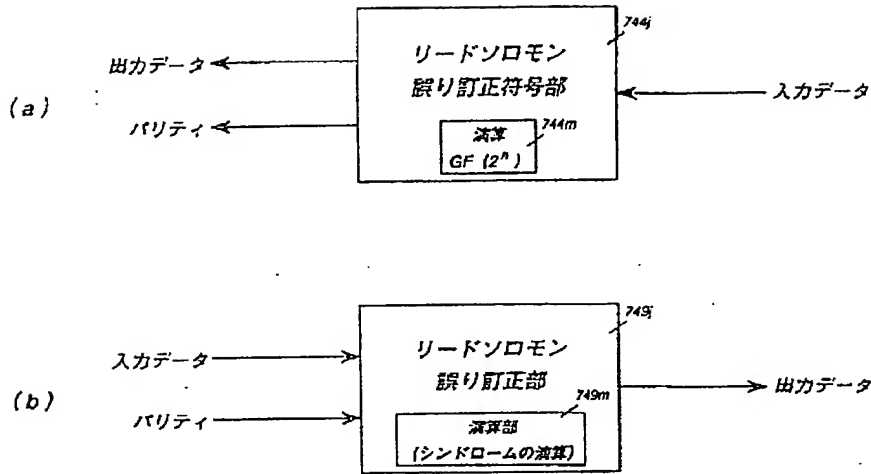 (a)
出力データ
パリティ
リードソロモン
誤り訂正符号部
744j
演算
GF (2ⁿ)
744m
入力データ
(b)
入力データ
パリティ
リードソロモン
誤り訂正部
749j
演算部
(シンドロームの演算)
749m
出力データ